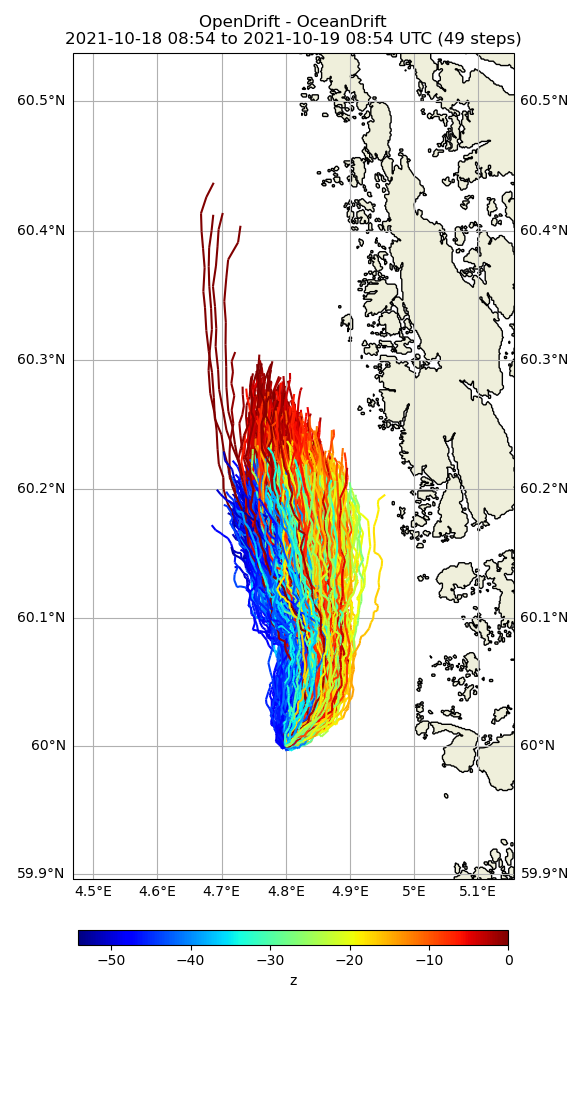 OpenDrift - OceanDrift
2021-10-18 08:54 to 2021-10-19 08:54 UTC (49 steps)
60.5°N 60.5°N
60.4°N 60.4°N
60.3°N 60.3°N
60.2°N 60.2°N
60.1°N 60.1°N
60°N 60°N
59.9°N 59.9°N
4.5°E 4.6°E 4.7°E 4.8°E 4.9°E 5°E 5.1°E
−50 −40 −30 −20 −10 0
z